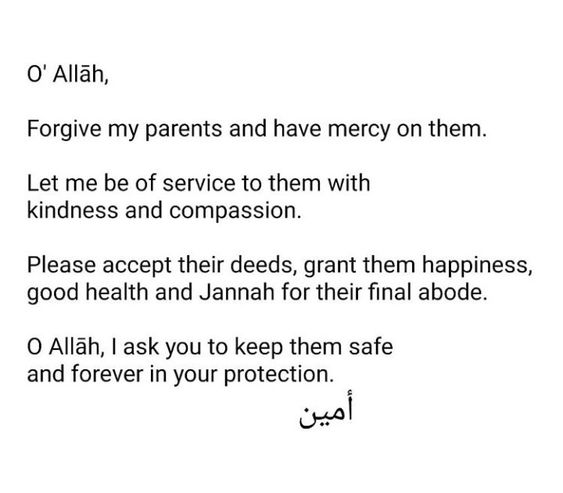 O' Allāh,
Forgive my parents and have mercy on them.
Let me be of service to them with
kindness and compassion.
Please accept their deeds, grant them happiness,
good health and Jannah for their final abode.
O Allāh, I ask you to keep them safe
and forever in your protection.
أمين